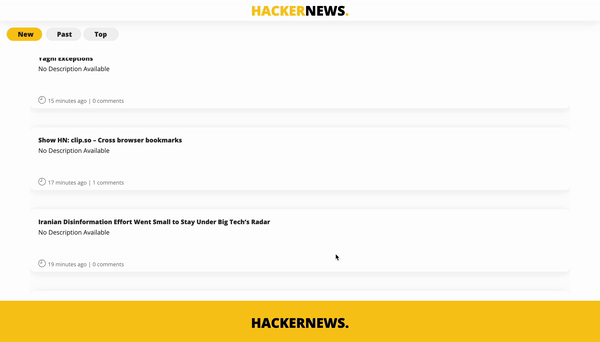 HACKERNEWS.
New Past Top
Yagni Exceptions
No Description Available
15 minutes ago | 0 comments
Show HN: clip.so – Cross browser bookmarks
No Description Available
17 minutes ago | 1 comments
Iranian Disinformation Effort Went Small to Stay Under Big Tech's Radar
No Description Available
19 minutes ago | 0 comments
HACKERNEWS.